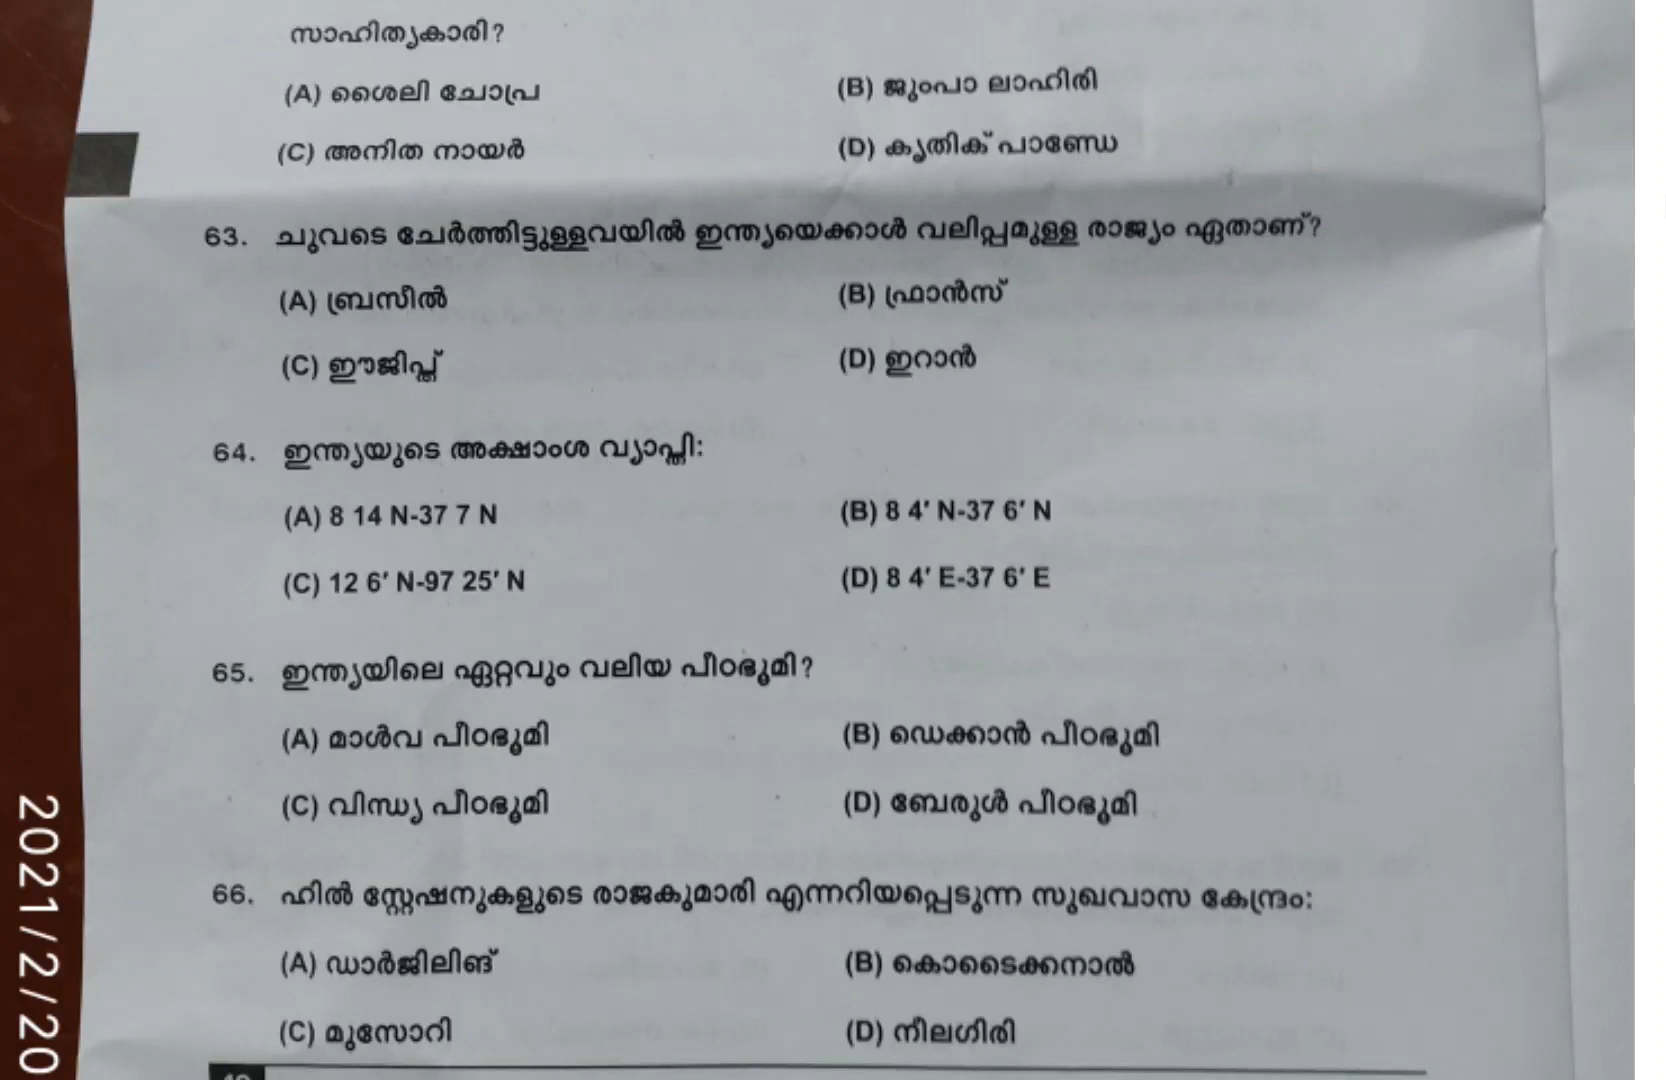 സാഹിത്യകാരി?
(A) ശൈലി ചോപ്ര (B) ജുംപാ ലാഹിരി
(C) അനിത നായർ (D) കൃതിക് പാണ്ഡേ
63. ചുവടെ ചേർത്തിട്ടുള്ളവയിൽ ഇന്ത്യയെക്കാൾ വലിപ്പമുള്ള രാജ്യം ഏതാണ്?
(A) ബ്രസീൽ (B) ഫ്രാൻസ്
(C) ഈജിപ്ത് (D) ഇറാൻ
64. ഇന്ത്യയുടെ അക്ഷാംശ വ്യാപ്തി:
(A) 8 14 N-37 7 N (B) 8 4′ N-37 6′ N
(C) 12 6′ N-97 25′ N (D) 8 4′ E-37 6′ E
65. ഇന്ത്യയിലെ ഏറ്റവും വലിയ പീഠഭൂമി?
(A) മാൾവ പീഠഭൂമി (B) ഡെക്കാൻ പീഠഭൂമി
(C) വിന്ധ്യ പീഠഭൂമി (D) ബേരുൾ പീഠഭൂമി
66. ഹിൽ സ്റ്റേഷനുകളുടെ രാജകുമാരി എന്നറിയപ്പെടുന്ന സുഖവാസ കേന്ദ്രം:
(A) ഡാർജിലിങ് (B) കൊടൈക്കനാൽ
(C) മുസോറി (D) നീലഗിരി
2021/2/20